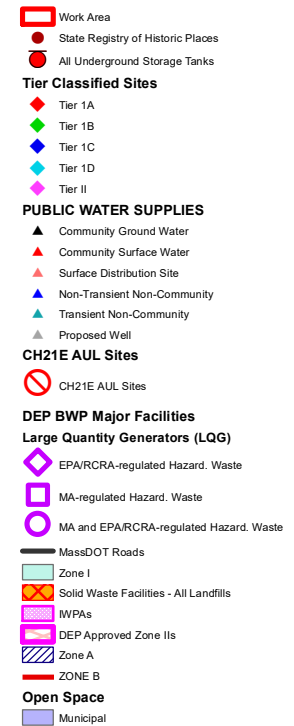 Work Area
State Registry of Historic Places
All Underground Storage Tanks
Tier Classified Sites
Tier 1A
Tier 1B
Tier 1C
Tier 1D
Tier II
PUBLIC WATER SUPPLIES
Community Ground Water
Community Surface Water
Surface Distribution Site
Non-Transient Non-Community
Transient Non-Community
Proposed Well
CH21E AUL Sites
CH21E AUL Sites
DEP BWP Major Facilities
Large Quantity Generators (LQG)
EPA/RCRA-regulated Hazard. Waste
MA-regulated Hazard. Waste
MA and EPA/RCRA-regulated Hazard. Waste
MassDOT Roads
Zone I
Solid Waste Facilities - All Landfills
IWPAs
DEP Approved Zone IIs
Zone A
ZONE B
Open Space
Municipal